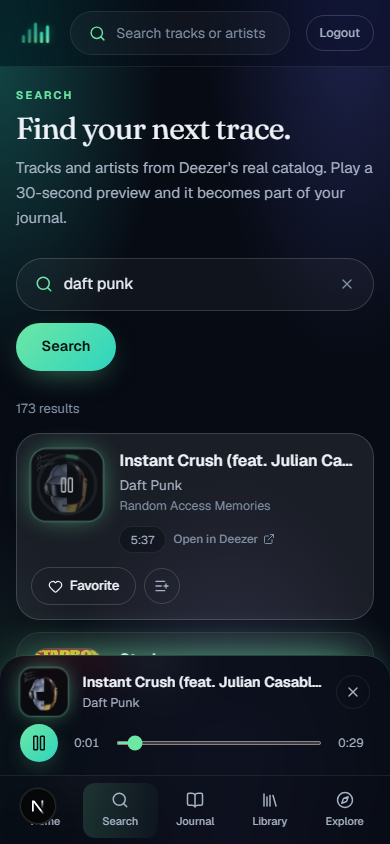 Search tracks or artists
Logout
SEARCH
Find your next trace.
Tracks and artists from Deezer's real catalog. Play a
30-second preview and it becomes part of your
journal.
daft punk
Search
173 results
Instant Crush (feat. Julian Ca...
Daft Punk
Random Access Memories
5:37
Open in Deezer
Favorite
Instant Crush (feat. Julian Casabl...
Daft Punk
0:01
0:29
N
Search
Journal
Library
Explore